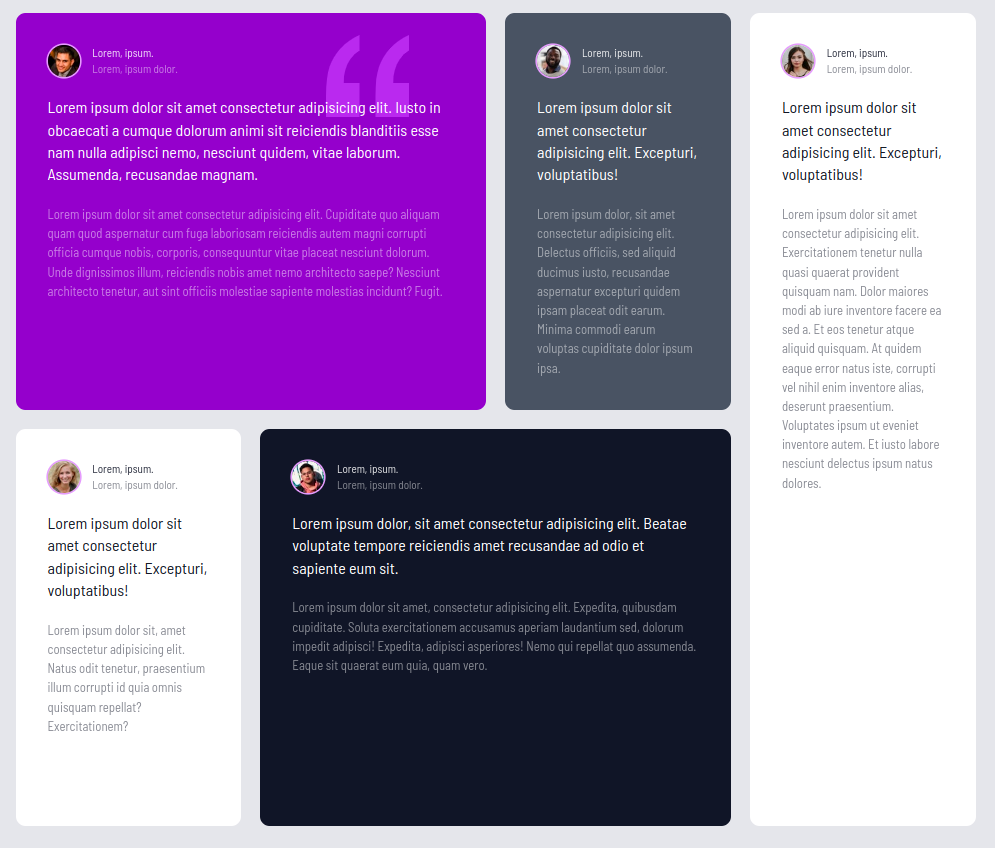 Lorem, ipsum.
Lorem, ipsum dolor.
“
Lorem ipsum dolor sit amet consectetur adipisicing elit. Iusto in
obcaecati a cumque dolorum animi sit reiciendis blanditiis esse
nam nulla adipisci nemo, nesciunt quidem, vitae laborum.
Assumenda, recusandae magnam.
Lorem ipsum dolor sit amet consectetur adipisicing elit. Cupiditate quo aliquam
quam quod aspernatur cum fuga laboriosam reiciendis autem magni corrupti
officia cumque nobis, corporis, consequuntur vitae placeat nesciunt dolorum.
Unde dignissimos illum, reiciendis nobis amet nemo architecto saepe? Nesciunt
architecto tenetur, aut sint officiis molestiae sapiente molestias incidunt? Fugit.
Lorem, ipsum.
Lorem, ipsum dolor.
Lorem ipsum dolor sit
amet consectetur
adipisicing elit. Excepturi,
voluptatibus!
Lorem ipsum dolor, sit amet
consectetur adipisicing elit.
Delectus officiis, sed aliquid
ducimus iusto, recusandae
aspernatur excepturi quidem
ipsam placeat odit earum.
Minima commodi earum
voluptas cupiditate dolor ipsum
ipsa.
Lorem, ipsum.
Lorem, ipsum dolor.
Lorem ipsum dolor sit
amet consectetur
adipisicing elit. Excepturi,
voluptatibus!
Lorem ipsum dolor sit amet
consectetur adipisicing elit.
Exercitationem tenetur nulla
quasi quaerat provident
quisquam nam. Dolor maiores
modi ab iure inventore facere ea
sed a. Et eos tenetur atque
aliquid quisquam. At quidem
eaque error natus iste, corrupti
vel nihil enim inventore alias,
deserunt praesentium.
Voluptates ipsum ut eveniet
inventore autem. Et iusto labore
nesciunt delectus ipsum natus
dolores.
Lorem, ipsum.
Lorem, ipsum dolor.
Lorem ipsum dolor sit
amet consectetur
adipisicing elit. Excepturi,
voluptatibus!
Lorem ipsum dolor sit, amet
consectetur adipisicing elit.
Natus odit tenetur, praesentium
illum corrupti id quia omnis
quisquam repellat?
Exercitationem?
Lorem, ipsum.
Lorem, ipsum dolor.
Lorem ipsum dolor, sit amet consectetur adipisicing elit. Beatae
voluptate tempore reiciendis amet recusandae ad odio et
sapiente eum sit.
Lorem ipsum dolor sit amet, consectetur adipisicing elit. Expedita, quibusdam
cupiditate. Soluta exercitationem accusamus aperiam laudantium sed, dolorum
impedit adipisci! Expedita, adipisci asperiores! Nemo qui repellat quo assumenda.
Eaque sit quaerat eum quia, quam vero.